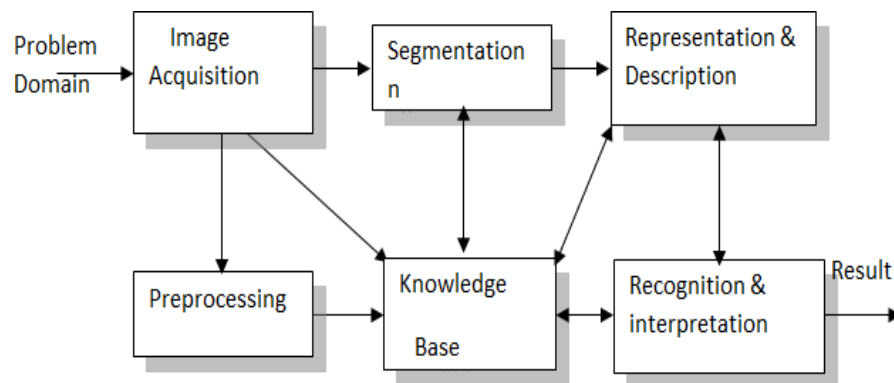 Problem
Domain
Image
Acquisition
Segmentation
n
Representation &
Description
Preprocessing
Knowledge
Base
Recognition &
interpretation
Result